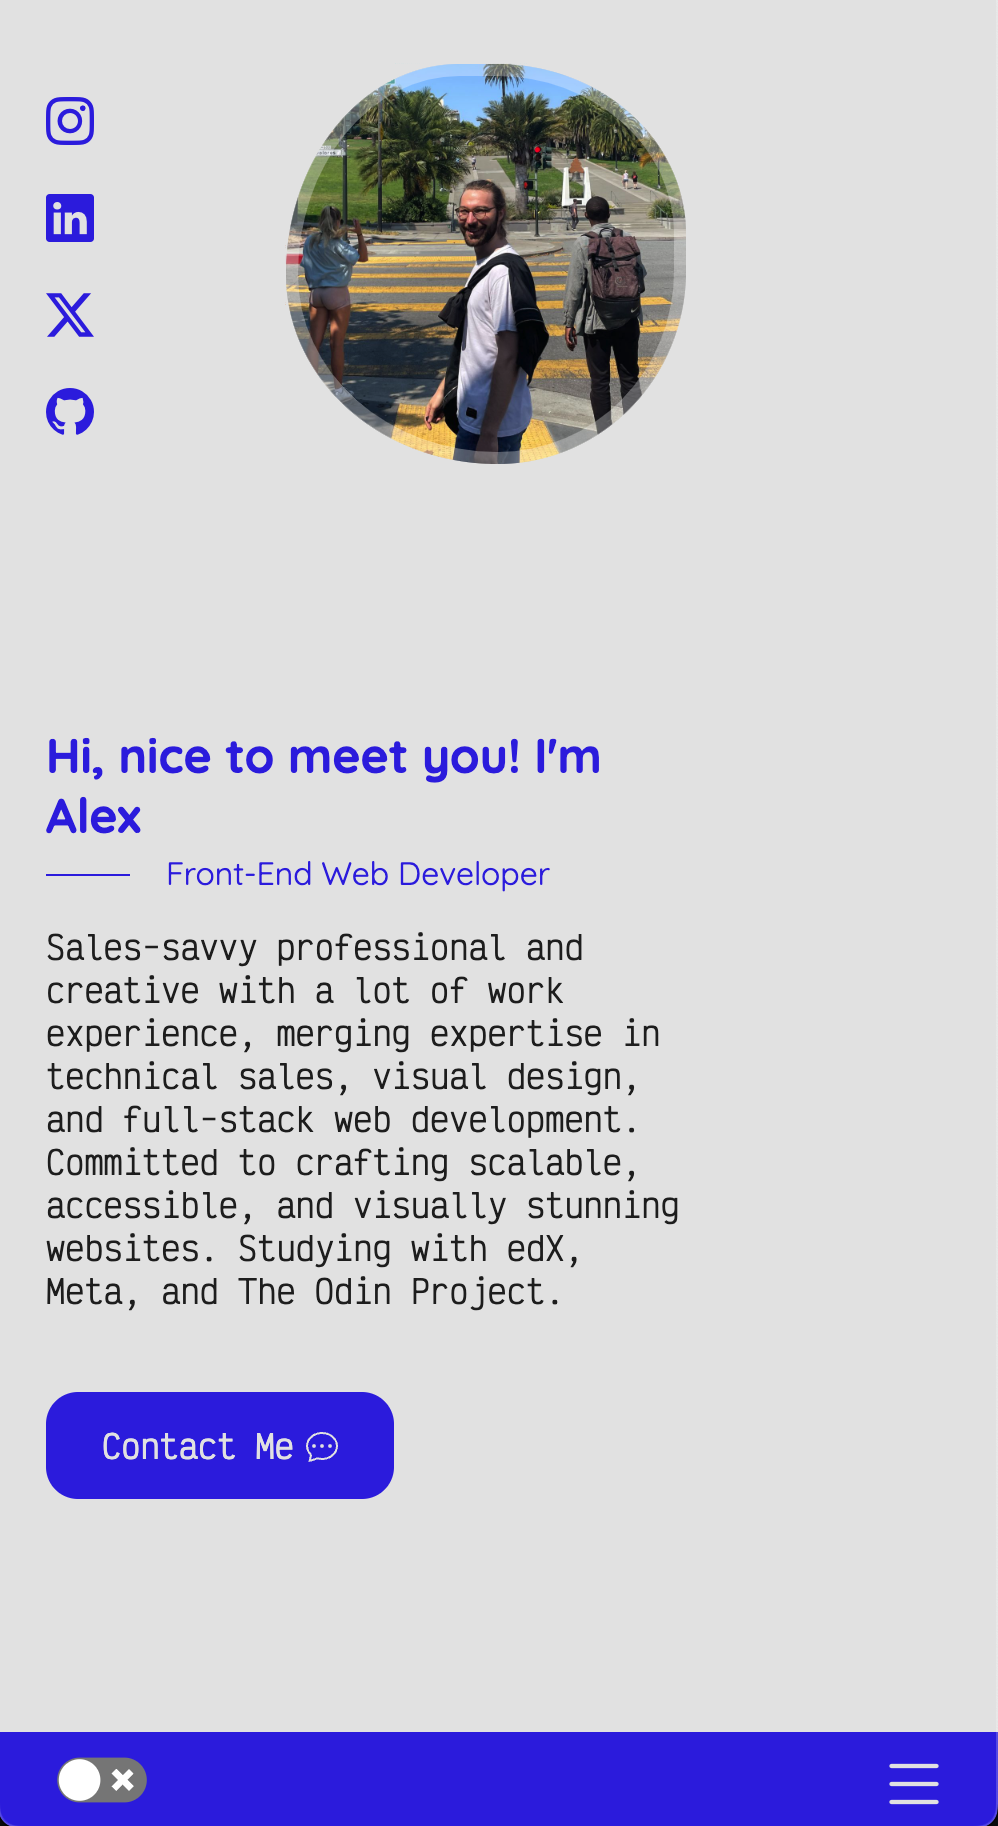 in
Hi, nice to meet you! I'm
Alex
Front-End Web Developer
Sales-savvy professional and
creative with a lot of work
experience, merging expertise in
technical sales, visual design,
and full-stack web development.
Committed to crafting scalable,
accessible, and visually stunning
websites. Studying with edX,
Meta, and The Odin Project.
Contact Me